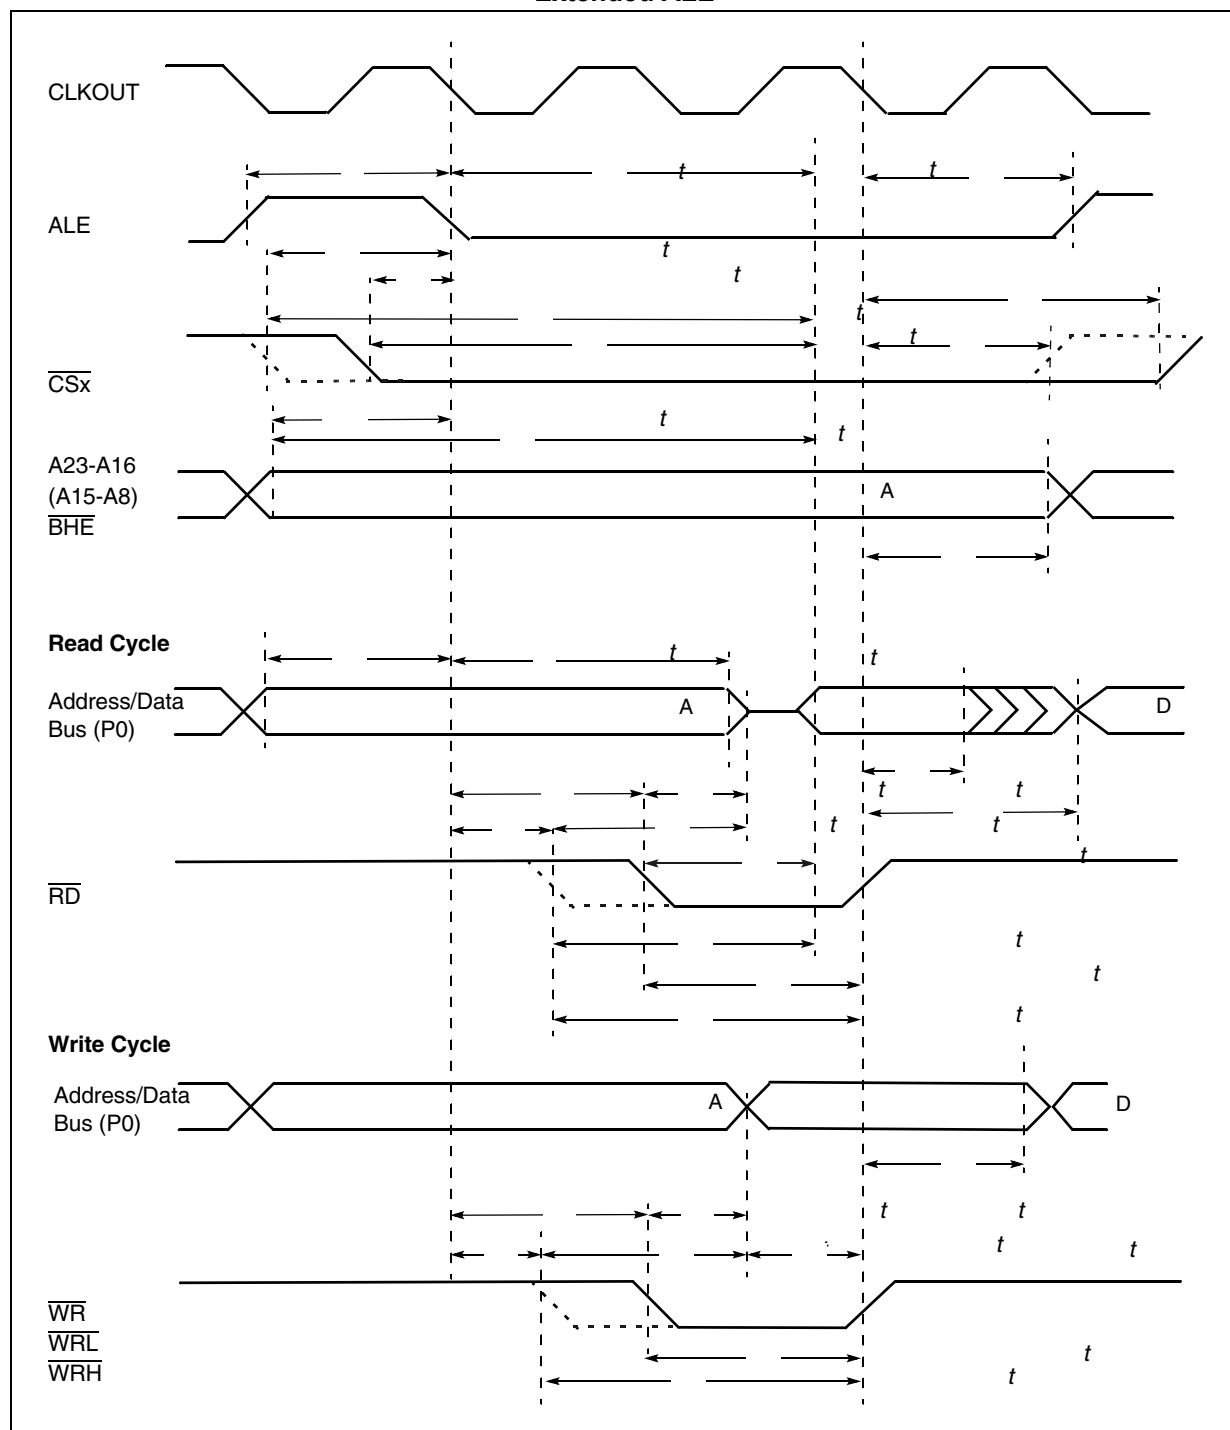 Extended ALE
CLKOUT
t
t
ALE
t
t
t
t
CSx
t
t
A23-A16
(A15-A8)
A
BHE
Read Cycle
t
t
Address/Data
Bus (P0)
A
D
t
t
t
t
t
RD
t
t
t
Write Cycle
Address/Data
Bus (P0)
A
D
t
t
t
t
WR
WRL
t
WRH
t